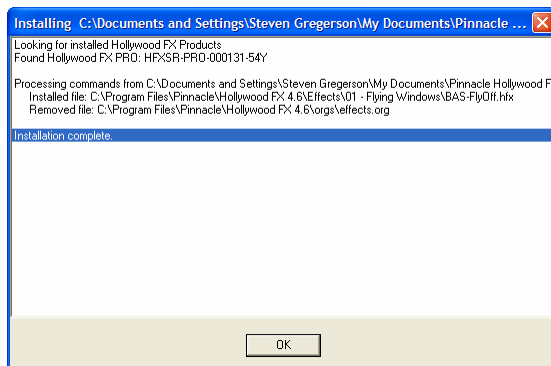 Installing C:\Documents and Settings\Steven Gregerson\My Documents\Pinnacle ...
Looking for installed Hollywood FX Products
Found Hollywood FX PRO: HFXSR-PRO-000131-54Y
Processing commands from C:\Documents and Settings\Steven Gregerson\My Documents\Pinnacle Hollywood F
Installed file: C:\Program Files\Pinnacle\Hollywood FX 4.6\Effects\01 - Flying Windows\BAS-FlyOff.hfx
Removed file: C:\Program Files\Pinnacle\Hollywood FX 4.6\orgs\effects.org
Installation complete.
OK